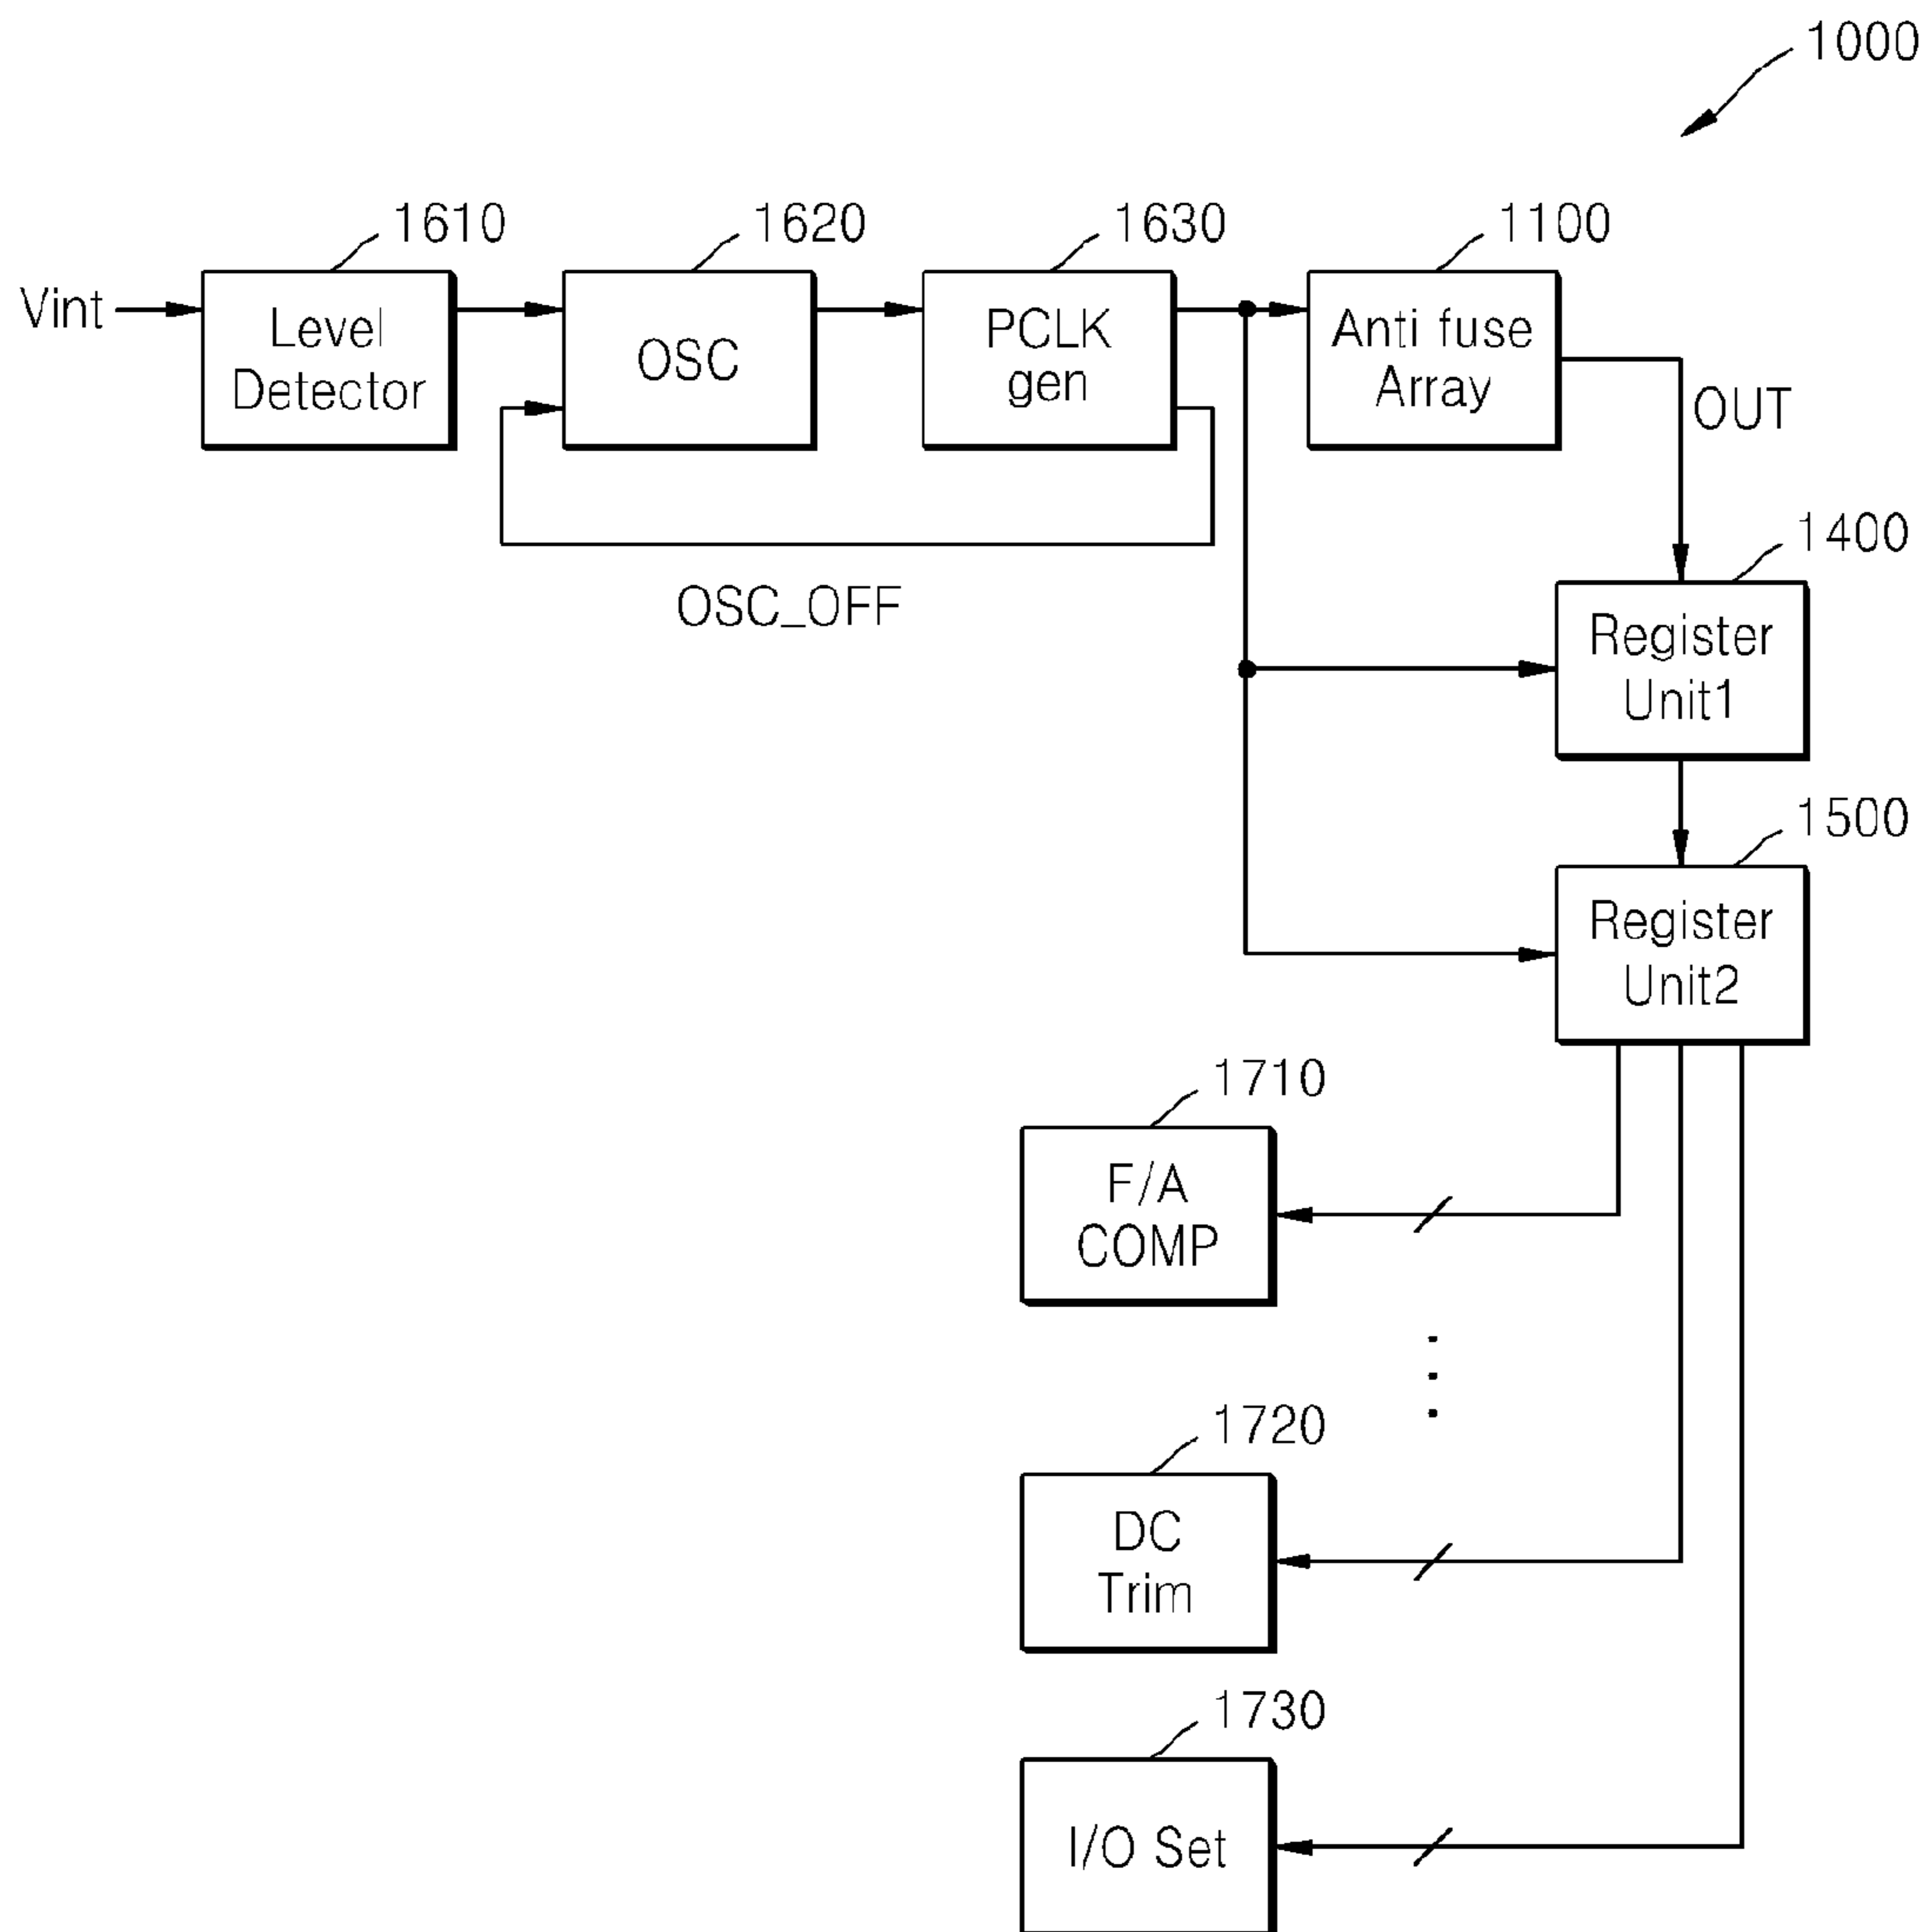 1000
1610
1620
1630
1100
Vint
Level
Detector
OSC
PCLK
gen
Anti fuse
Array
OUT
OSC_OFF
1400
Register
Unit1
1500
Register
Unit2
1710
F/A
COMP
1720
DC
Trim
1730
I/O Set